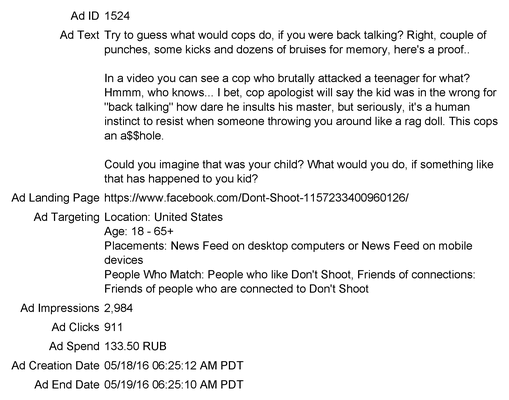 Ad ID 1524
Ad Text Try to guess what would cops do, if you were back talking? Right, couple of
punches, some kicks and dozens of bruises for memory, here's a proof..
In a video you can see a cop who brutally attacked a teenager for what?
Hmmm, who knows... I bet, cop apologist will say the kid was in the wrong for
"back talking" how dare he insults his master, but seriously, it's a human
instinct to resist when someone throwing you around like a rag doll. This cops
an a$$hole.
Could you imagine that was your child? What would you do, if something like
that has happened to you kid?
Ad Landing Page https://www.facebook.com/Dont-Shoot-1157233400960126/
Ad Targeting Location: United States
Age: 18 - 65+
Placements: News Feed on desktop computers or News Feed on mobile
devices
People Who Match: People who like Don't Shoot, Friends of connections:
Friends of people who are connected to Don't Shoot
Ad Impressions 2,984
Ad Clicks 911
Ad Spend 133.50 RUB
Ad Creation Date 05/18/16 06:25:12 AM PDT
Ad End Date 05/19/16 06:25:10 AM PDT